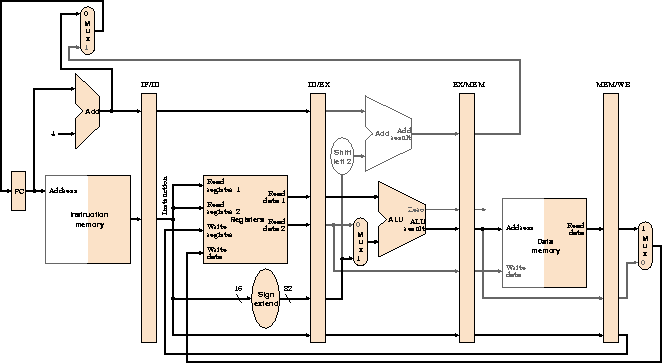 0
M
u
x
1
IF/ID
ID/EX
EX/MEM
MEM/WB
Add
4
Add
Add
result
Shift
left 2
PC
Address
Instruction
memory
Instruction
Read
register 1
Read
register 2
Registers
Write
register
Write
data
Read
data 1
Read
data 2
0
M
u
x
1
ALU
Zero
ALU
result
Address
Data
memory
Read
data
Write
data
1
M
u
x
0
16
Sign
extend
32